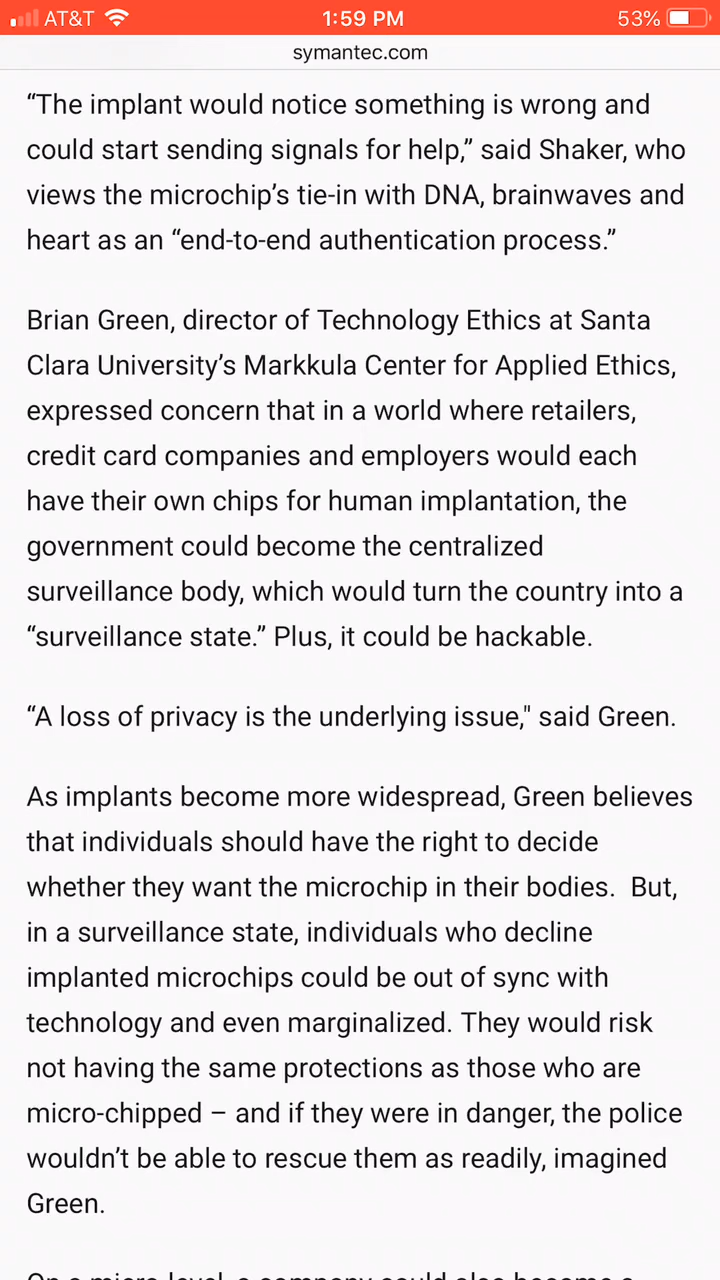 AT&T 1:59 PM 53%
symantec.com
“The implant would notice something is wrong and
could start sending signals for help,” said Shaker, who
views the microchip’s tie-in with DNA, brainwaves and
heart as an “end-to-end authentication process.”
Brian Green, director of Technology Ethics at Santa
Clara University’s Markkula Center for Applied Ethics,
expressed concern that in a world where retailers,
credit card companies and employers would each
have their own chips for human implantation, the
government could become the centralized
surveillance body, which would turn the country into a
“surveillance state.” Plus, it could be hackable.
“A loss of privacy is the underlying issue," said Green.
As implants become more widespread, Green believes
that individuals should have the right to decide
whether they want the microchip in their bodies.  But,
in a surveillance state, individuals who decline
implanted microchips could be out of sync with
technology and even marginalized. They would risk
not having the same protections as those who are
micro-chipped – and if they were in danger, the police
wouldn’t be able to rescue them as readily, imagined
Green.
On a micro level, a company could also become a